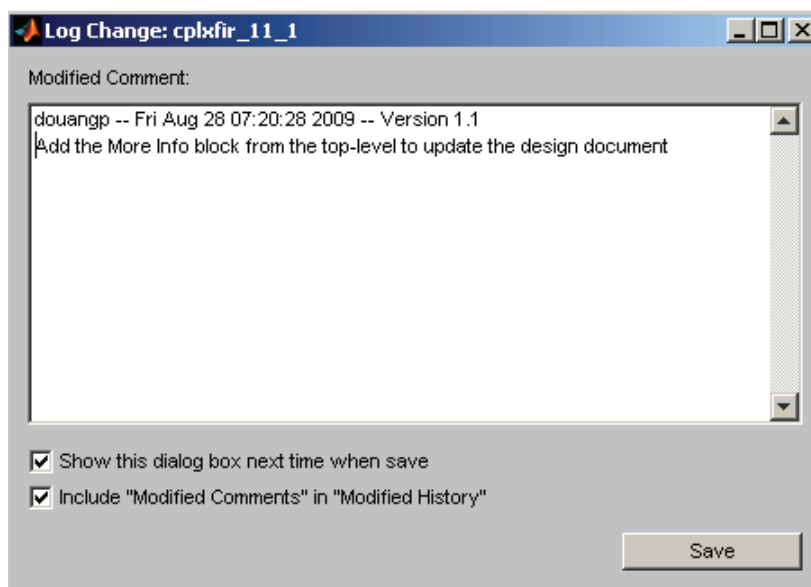 Log Change: cplxfir_11_1
Modified Comment:
douangp -- Fri Aug 28 07:20:28 2009 -- Version 1.1
Add the More Info block from the top-level to update the design document
Show this dialog box next time when save
Include "Modified Comments" in "Modified History"
Save